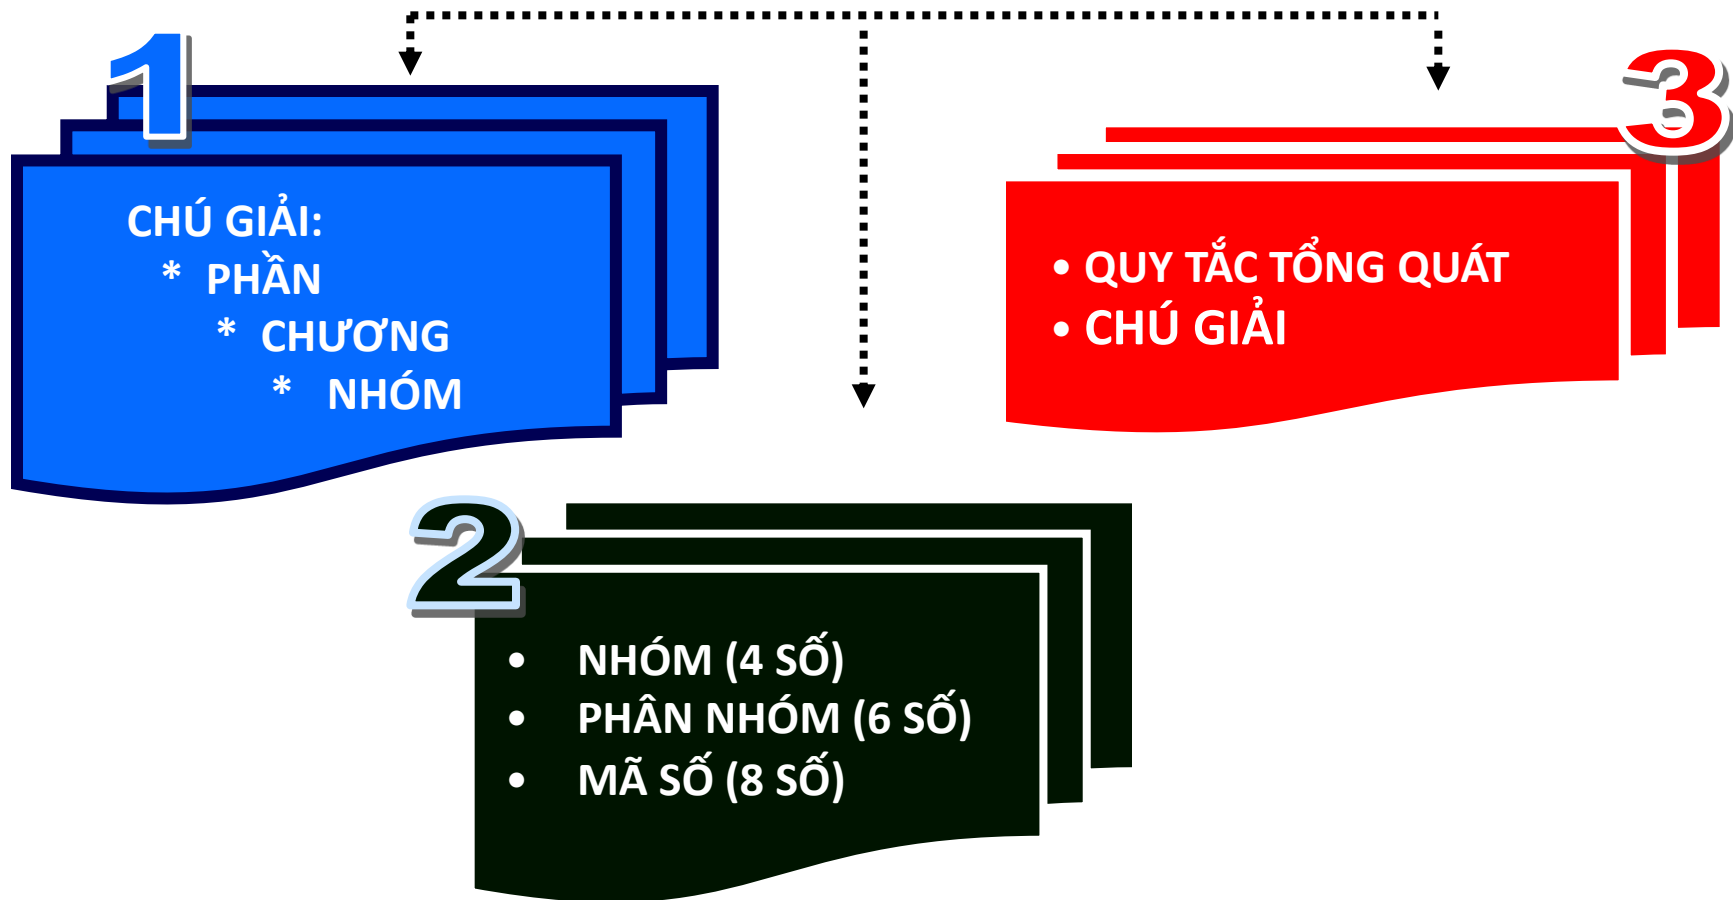 1
CHÚ GIẢI:
* PHẦN
* CHƯƠNG
* NHÓM
2
• NHÓM (4 SỐ)
• PHÂN NHÓM (6 SỐ)
• MÃ SỐ (8 SỐ)
3
• QUY TẮC TỔNG QUÁT
• CHÚ GIẢI